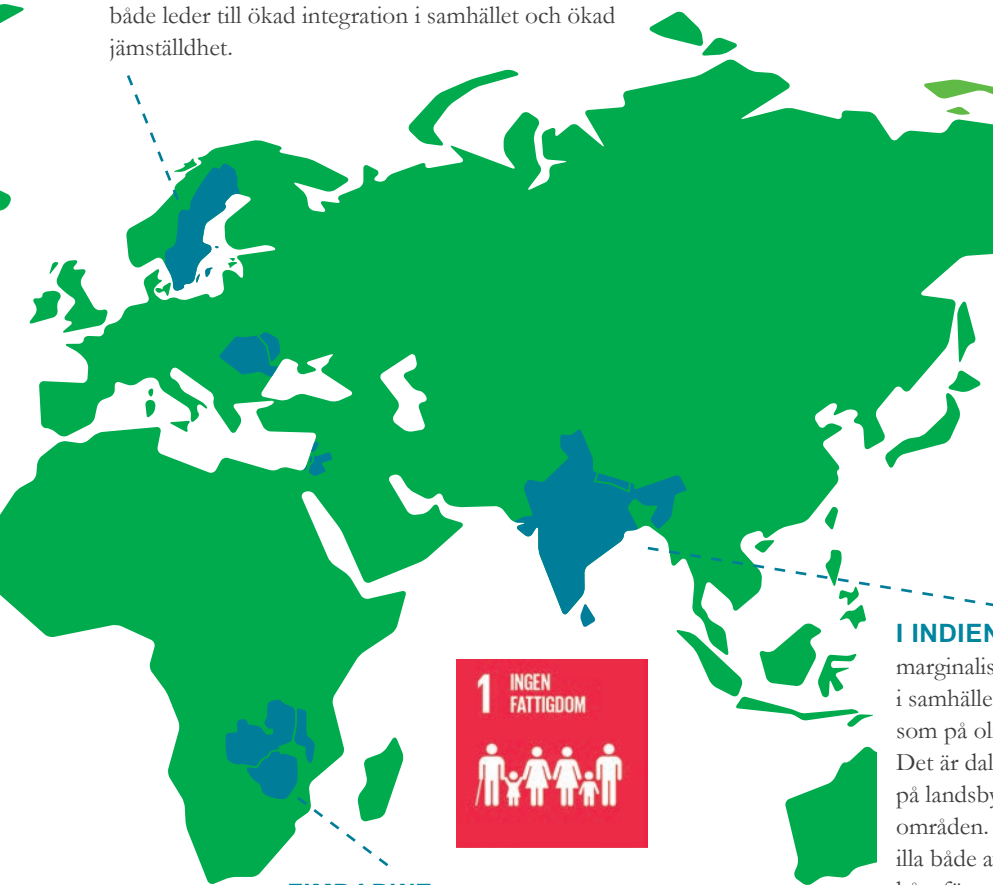 både leder till ökad integration i samhället och ökad
jämställdhet.
1 INGEN
FATTIGDOM
I INDIEN
marginalis
i samhälle
som på ol
Det är dal
på landsby
områden.
illa både a